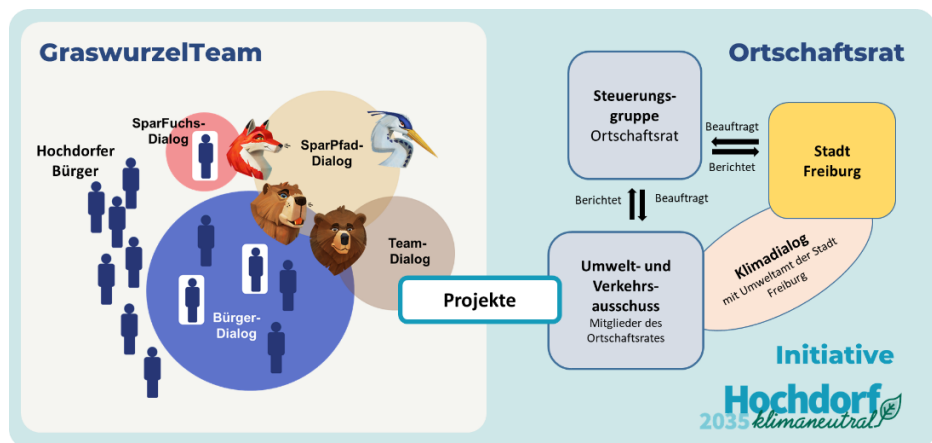 GraswurzelTeam
SparFuchs-
Dialog
Hochdorfer
Bürger
SparPfad-
Dialog
Team-
Dialog
Bürger-
Dialog
Projekte
Ortschaftsrat
Steuerungs-
gruppe
Ortschaftsrat
Beauftragt
Berichtet
Stadt
Freiburg
Berichtet
Beauftragt
Umwelt- und
Verkehrs-
ausschuss
Mitglieder des
Ortschaftsrates
Klimadialog
mit Umweltamt der Stadt
Freiburg
Initiative
Hochdorf
2035 klimaneutral